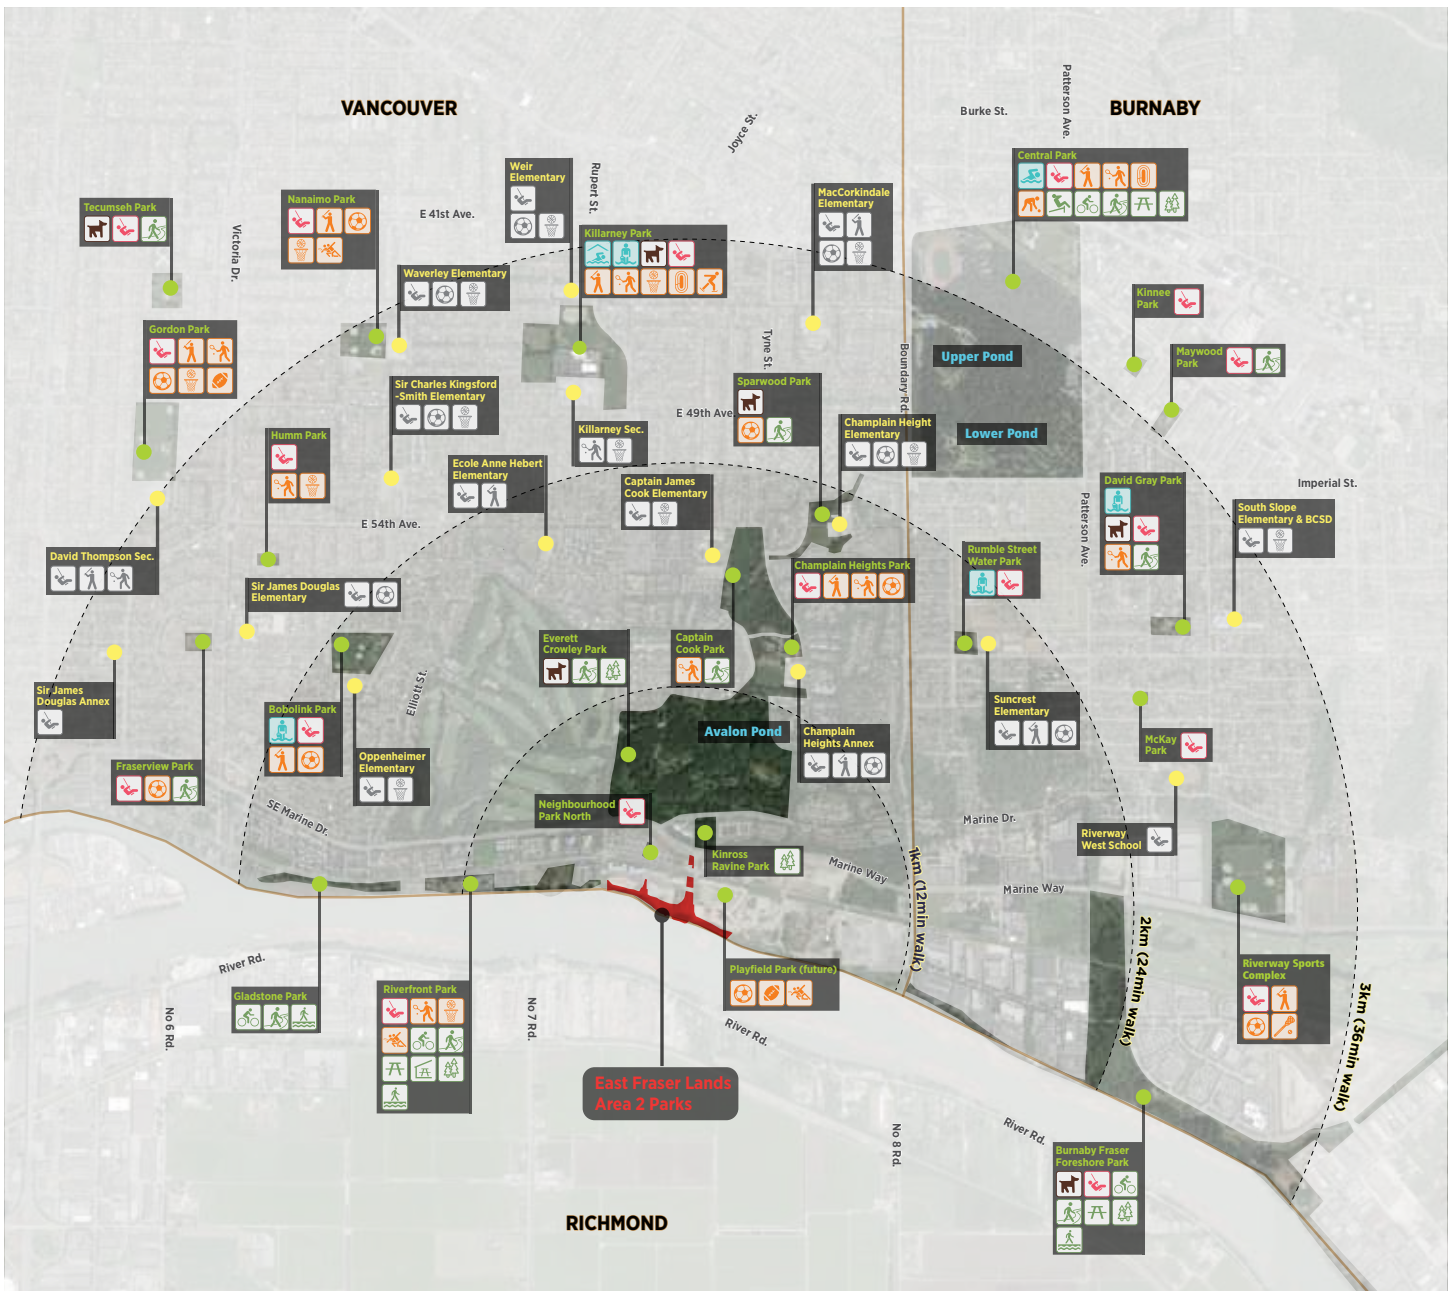 VANCOUVER
BURNABY
Burke St.
Patterson Ave.
Joyce St.
Central Park
Weir
Elementary
Rupert St.
Tecumseh Park
Nanaimo Park
E 41st Ave.
MacCorkindale
Elementary
Victoria Dr.
Killarney Park
Waverley Elementary
Kinnee
Park
Gordon Park
Tyne St.
Boundary Rd.
Upper Pond
Maywood
Park
Sir Charles Kingsford
-Smith Elementary
Sparwood Park
E 49th Ave.
Champlain Height
Elementary
Lower Pond
Humm Park
Killarney Sec.
Ecole Anne Hebert
Elementary
Captain James
Cook Elementary
David Gray Park
Imperial St.
Patterson Ave.
South Slope
Elementary & BCSD
E 54th Ave.
David Thompson Sec.
Rumble Street
Water Park
Champlain Heights Park
Sir James Douglas
Elementary
Everett
Crowley Park
Captain
Cook Park
Elliott St.
Sir James
Douglas Annex
Suncrest
Elementary
Bobolink Park
Avalon Pond
Champlain
Heights Annex
McKay
Park
Oppenheimer
Elementary
Fraserview Park
SE Marine Dr.
Neighbourhood
Park North
Marine Dr.
Riverway
West School
Kinross
Ravine Park
Marine Way
Marine Way
1km (12min walk)
2km (24min walk)
3km (36min walk)
River Rd.
Playfield Park (future)
Riverway Sports
Complex
Gladstone Park
Riverfront Park
No 6 Rd.
No 7 Rd.
River Rd.
East Fraser Lands
Area 2 Parks
No 8 Rd.
River Rd.
Burnaby Fraser
Foreshore Park
RICHMOND